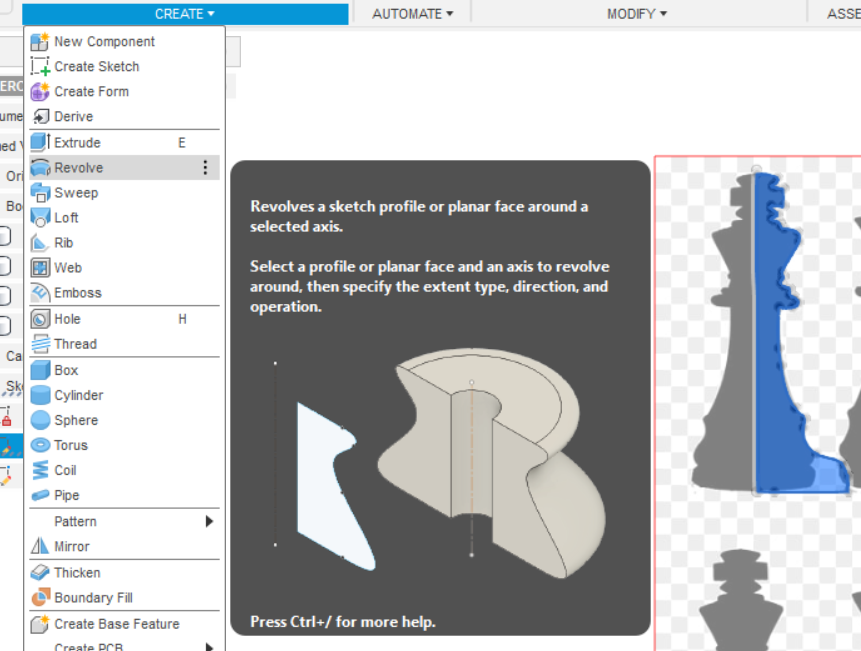 CREATE ▾
AUTOMATE ▾
MODIFY ▾
ASSE
New Component
Create Sketch
Create Form
Derive
Extrude E
Revolve
Sweep
Loft
Rib
Web
Emboss
Hole H
Thread
Box
Cylinder
Sphere
Torus
Coil
Pipe
Pattern
Mirror
Thicken
Boundary Fill
Create Base Feature
Create PCB
ERC
ume
ed V
Ori
Bo
Ca
Sk
Revolves a sketch profile or planar face around a
selected axis.
Select a profile or planar face and an axis to revolve
around, then specify the extent type, direction, and
operation.
Press Ctrl+/ for more help.